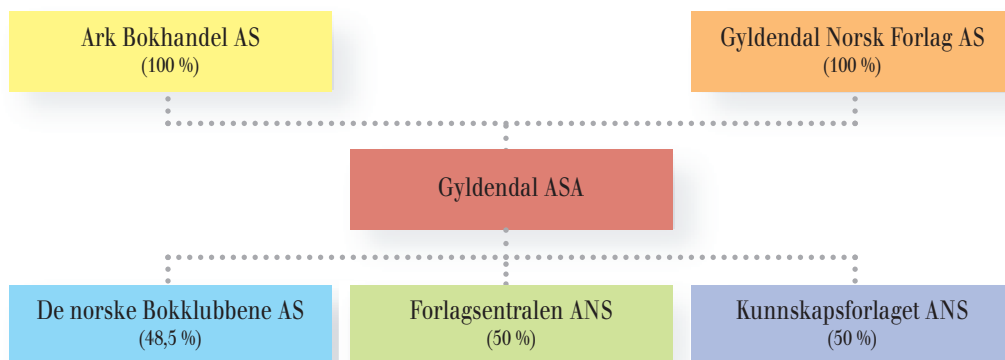 Ark Bokhandel AS
(100 %)
Gyldendal Norsk Forlag AS
(100 %)
Gyldendal ASA
De norske Bokklubbene AS
(48,5 %)
Forlagsentralen ANS
(50 %)
Kunnskapsforlaget ANS
(50 %)